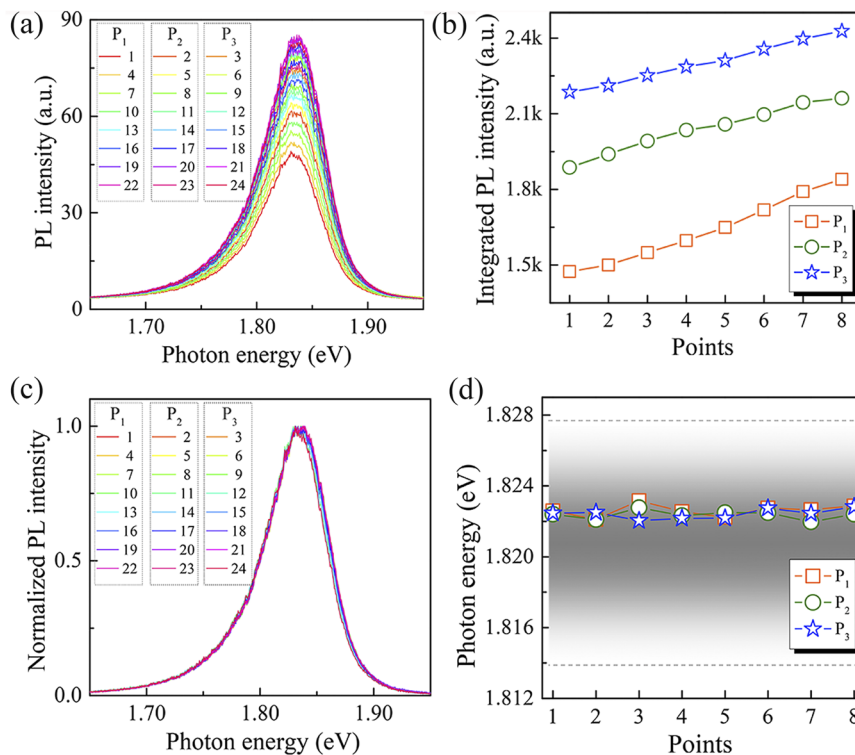 (a)
PL intensity (a.u.)
90
60
30
0
P1 P2 P3
1 2 3
4 5 6
7 8 9
10 11 12
13 14 15
16 17 18
19 20 21
22 23 24
1.70 1.80 1.90
Photon energy (eV)
(b)
Integrated PL intensity (a.u.)
2.4k
2.1k
1.8k
1.5k
P1
P2
P3
1 2 3 4 5 6 7 8
Points
(c)
Normalized PL intensity
1.0
0.5
0.0
P1 P2 P3
1 2 3
4 5 6
7 8 9
10 11 12
13 14 15
16 17 18
19 20 21
22 23 24
1.70 1.80 1.90
Photon energy (eV)
(d)
Photon energy (eV)
1.828
1.824
1.820
1.816
1.812
P1
P2
P3
1 2 3 4 5 6 7 8
Points